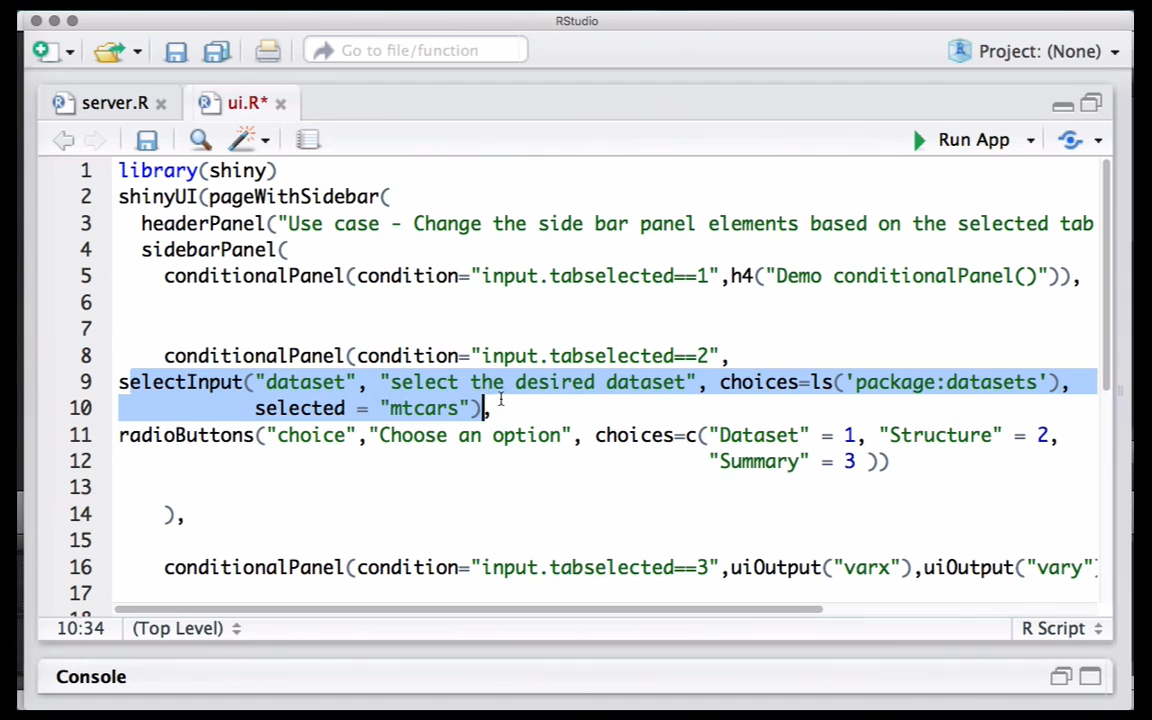 RStudio
Go to file/function
Project: (None)
server.R
ui.R*
Run App
1 library(shiny)
2 shinyUI(pageWithSidebar(
3 headerPanel("Use case - Change the side bar panel elements based on the selected tab
4 sidebarPanel(
5 conditionalPanel(condition="input.tabselected==1",h4("Demo conditionalPanel()")),
6
7
8 conditionalPanel(condition="input.tabselected==2",
9 selectInput("dataset", "select the desired dataset", choices=ls('package:datasets'),
10 selected = "mtcars"),
11 radioButtons("choice","Choose an option", choices=c("Dataset" = 1, "Structure" = 2,
12 "Summary" = 3 ))
13
14 ),
15
16 conditionalPanel(condition="input.tabselected==3",uiOutput("varx"),uiOutput("vary")
17
10:34 (Top Level) R Script
Console